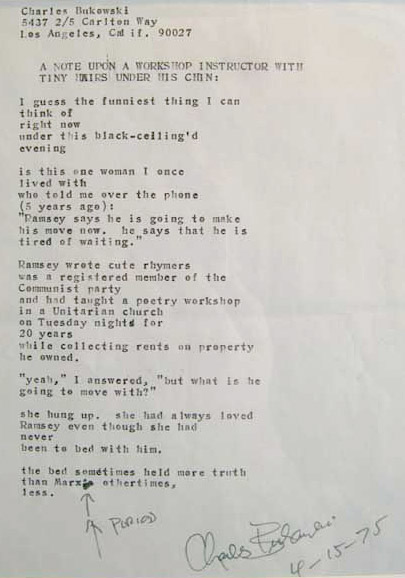 Charles Bukowski
5437 2/5 Carlton Way
Los Angeles, Calif. 90027
A NOTE UPON A WORKSHOP INSTRUCTOR WITH
TINY HAIRS UNDER HIS CHIN:
I guess the funniest thing I can
think of
right now
under this black-ceiling'd
evening
is this one woman I once
lived with
who told me over the phone
(5 years ago):
"Ramsey says he is going to make
his move now. he says that he is
tired of waiting."
Ramsey wrote cute rhymers
was a registered member of the
Communist party
and had taught a poetry workshop
in a Unitarian church
on Tuesday nights for
20 years
while collecting rents on property
he owned.
"yeah," I answered, "but what is he
going to move with?"
she hung up. she had always loved
Ramsey even though she had
never
been to bed with him.
the bed sometimes held more truth
than Marx. othertimes,
less.
PERIOD
Charles Bukowski
4-15-75